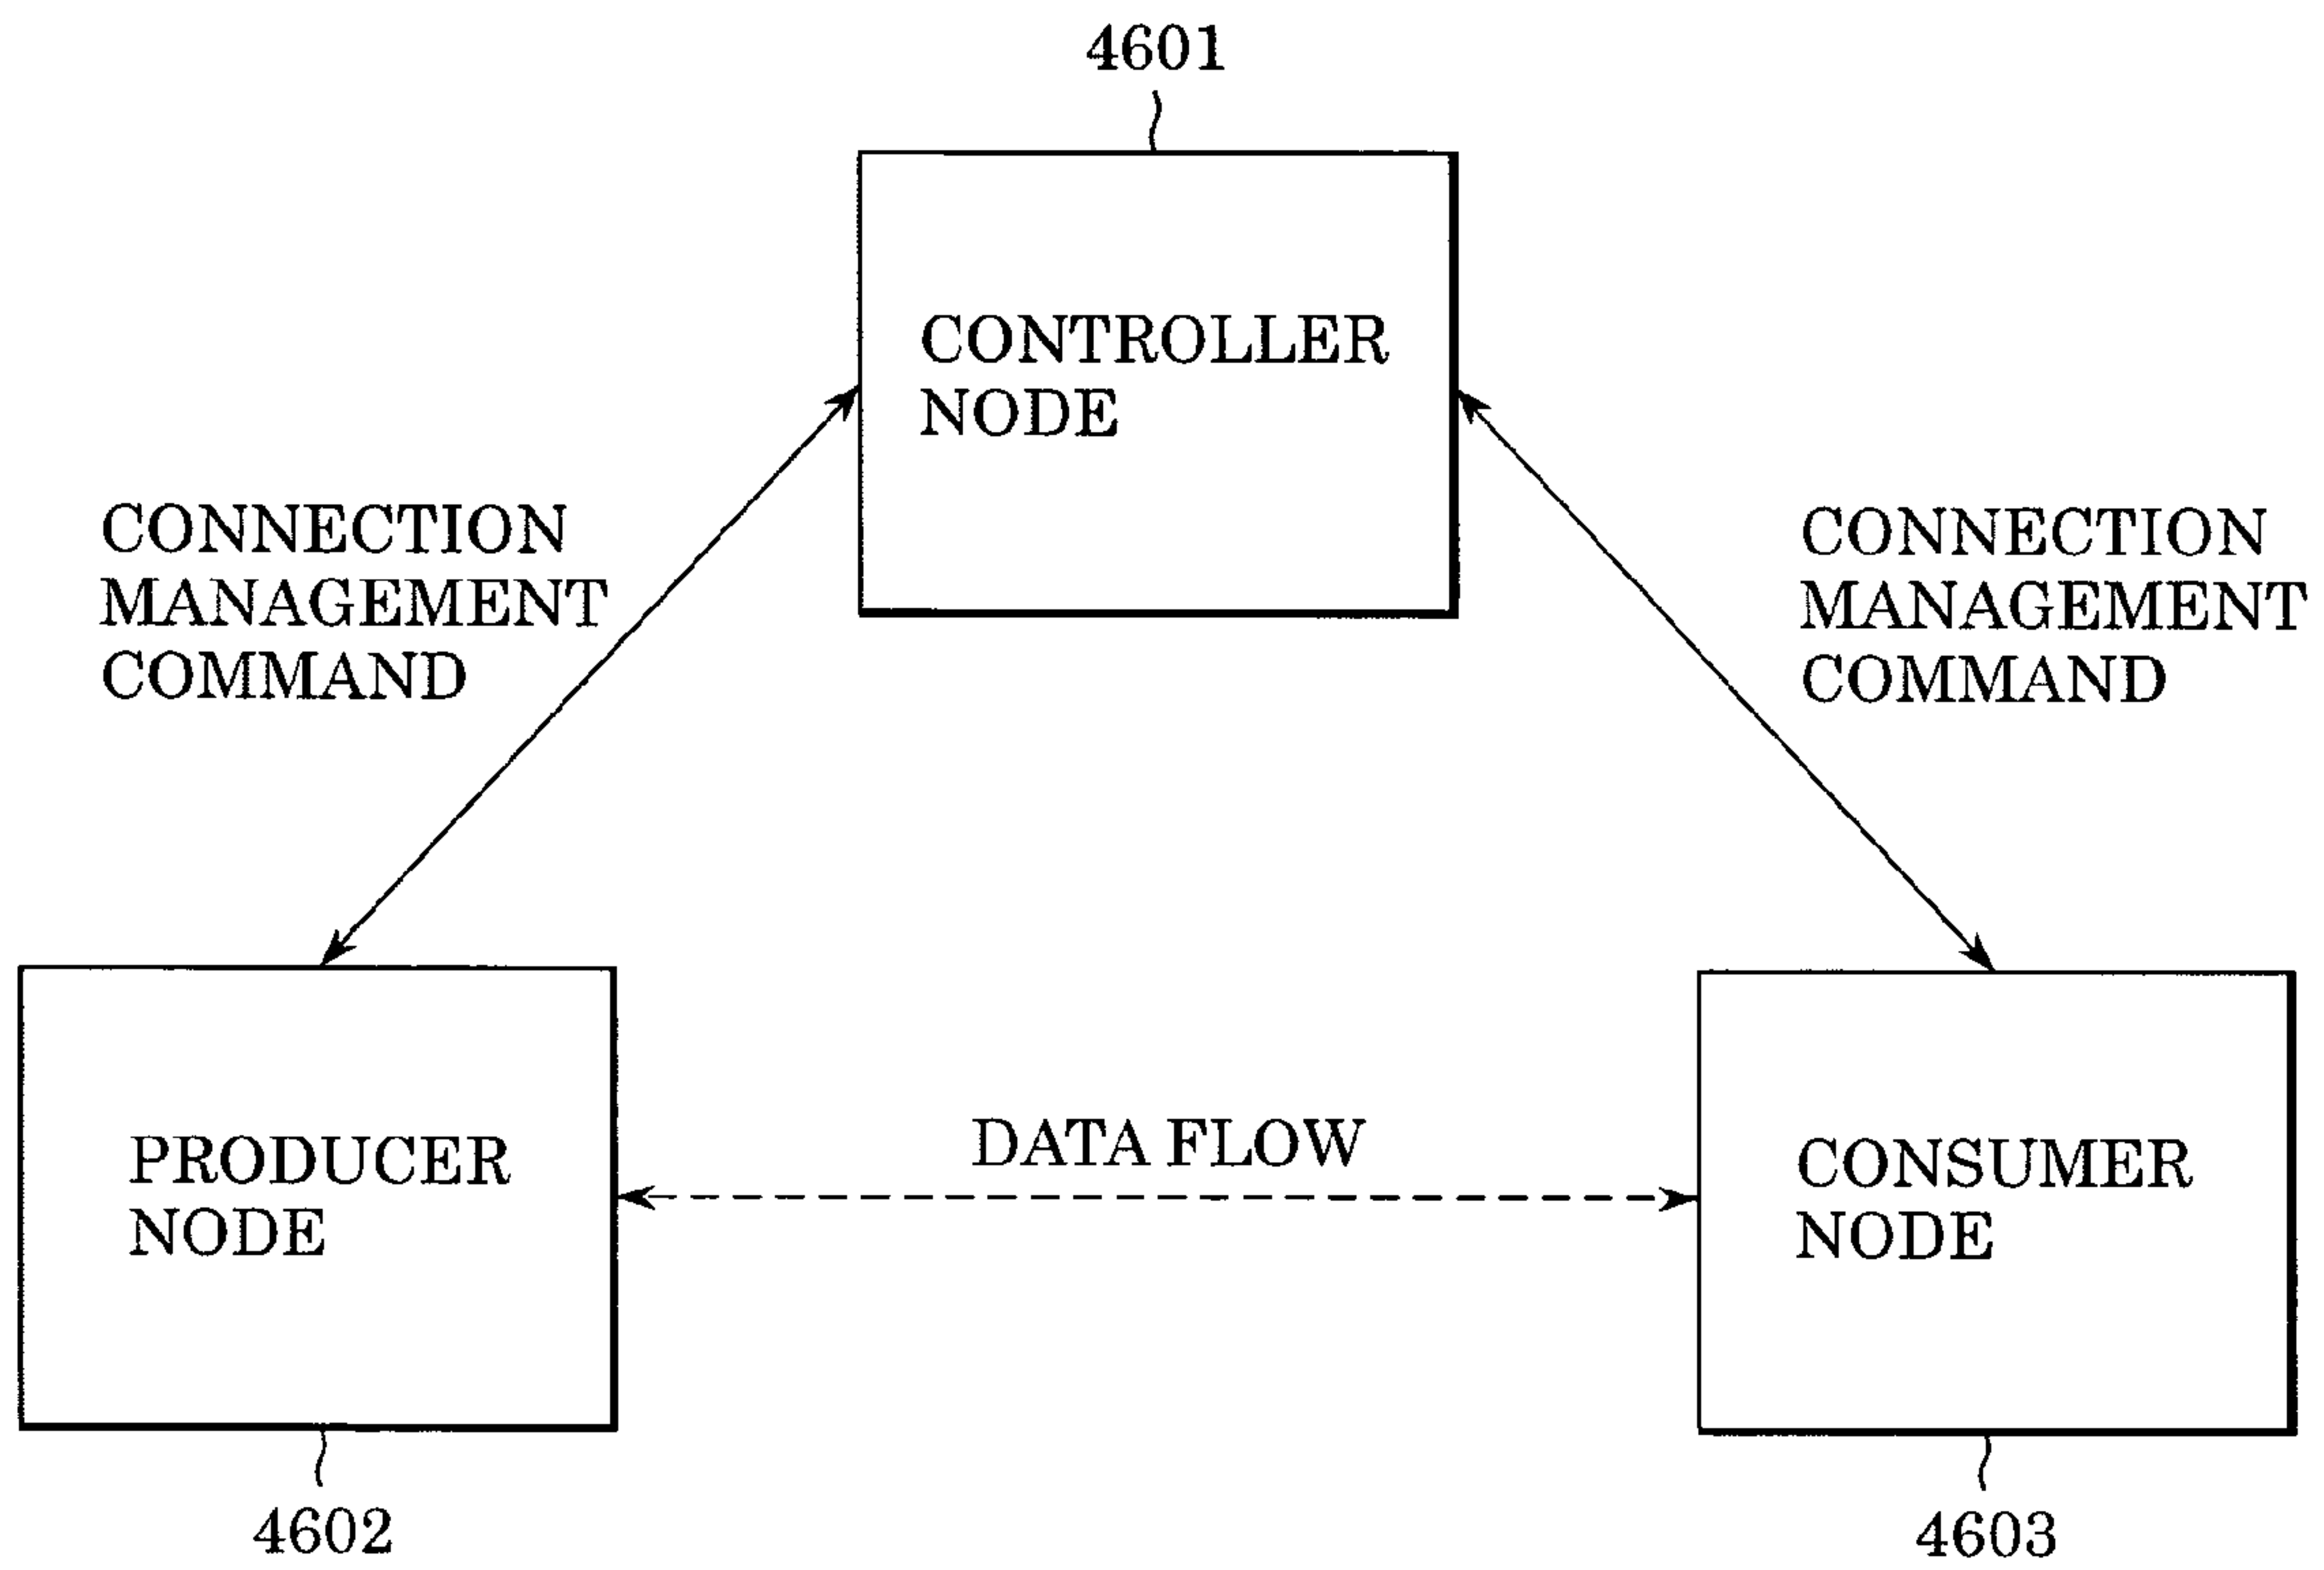 4601
CONTROLLER
NODE
CONNECTION
MANAGEMENT
COMMAND
CONNECTION
MANAGEMENT
COMMAND
PRODUCER
NODE
DATA FLOW
CONSUMER
NODE
4602
4603